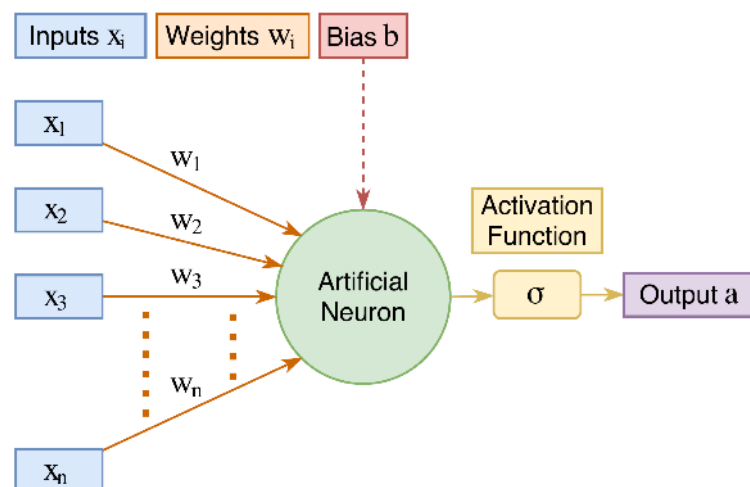 Inputs xᵢ
Weights wᵢ
Bias b
x₁
w₁
x₂
w₂
Activation
Function
x₃
w₃
Artificial
Neuron
σ
Output a
wₙ
xₙ